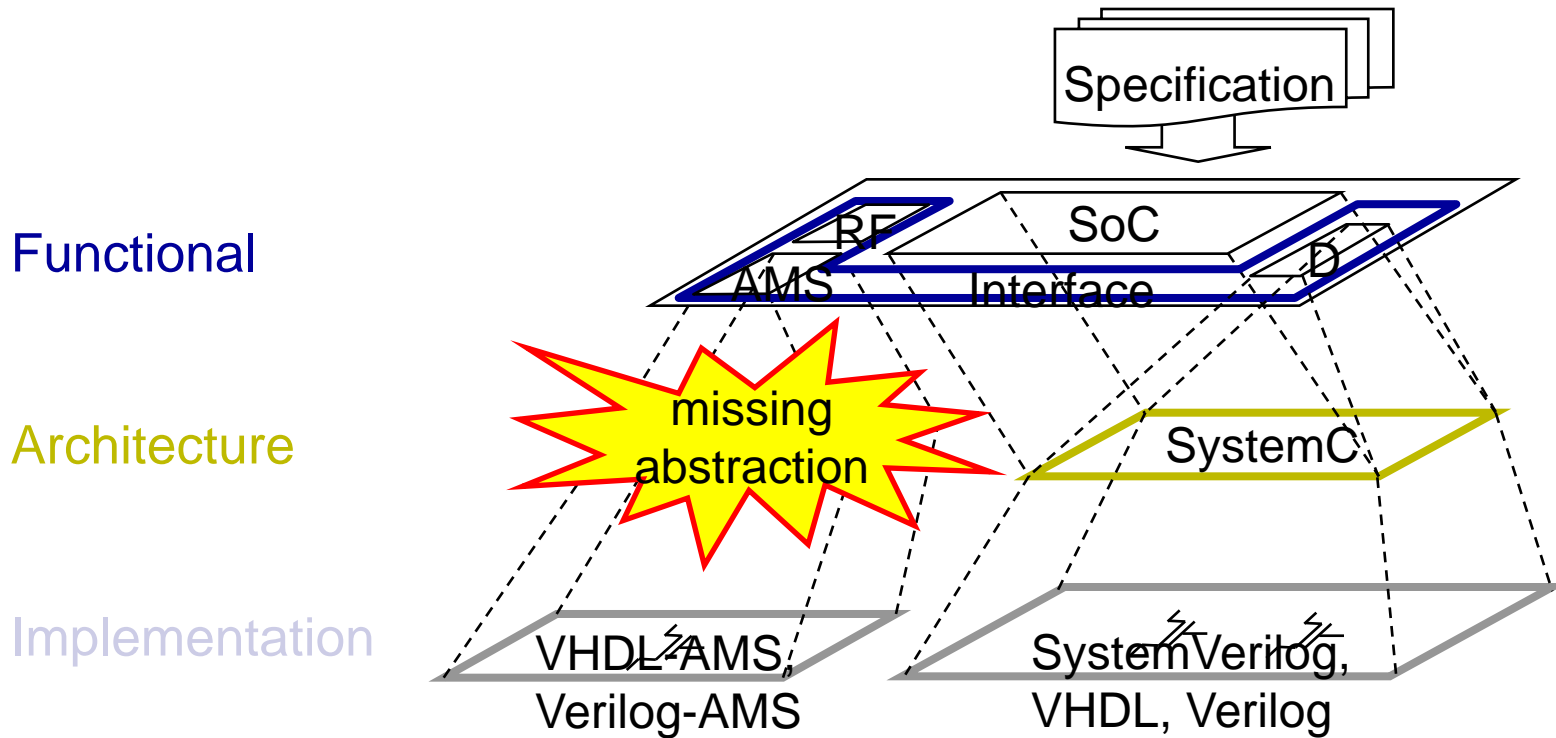 Specification
Functional
RF
SoC
D
AMS
Interface
Architecture
missing
abstraction
SystemC
Implementation
VHDL-AMS,
Verilog-AMS
SystemVerilog,
VHDL, Verilog